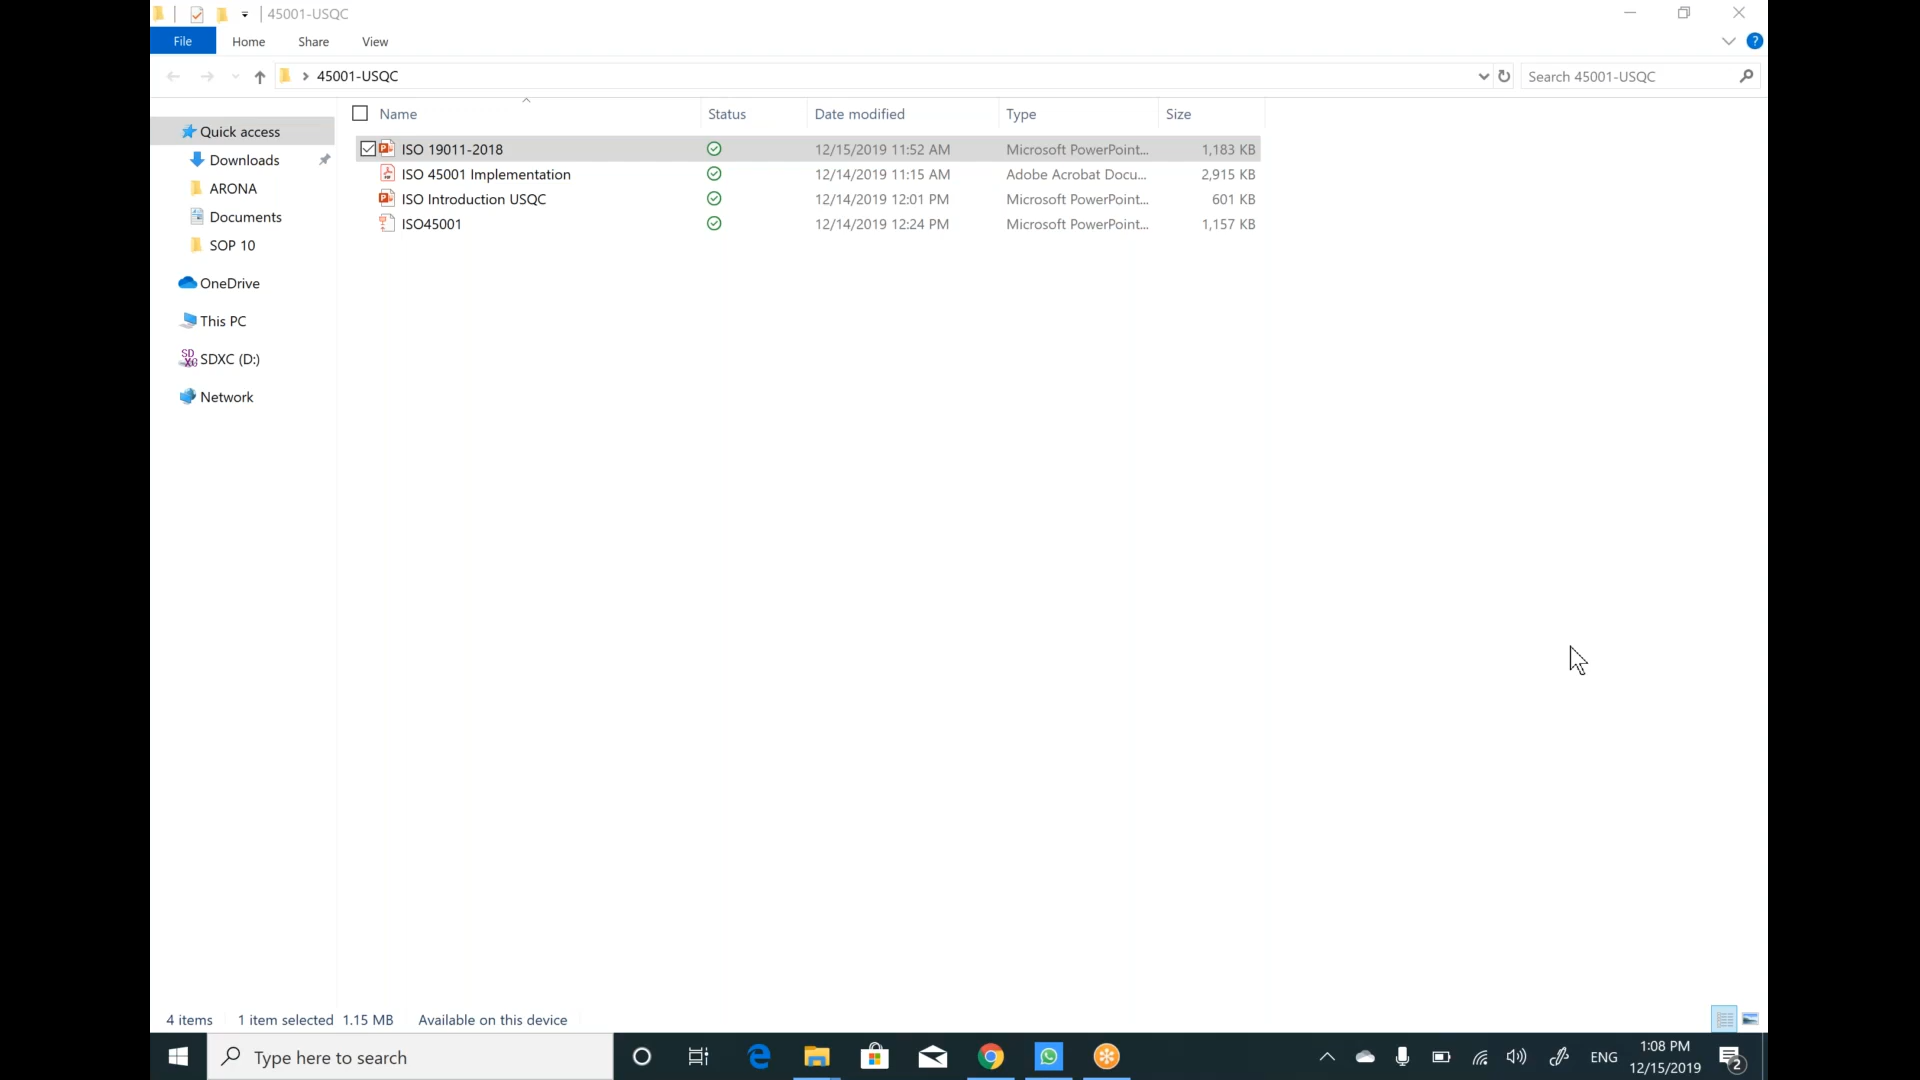 45001-USQC
File Home Share View
45001-USQC Search 45001-USQC
Name Status Date modified Type Size
Quick access
Downloads
ARONA
Documents
SOP 10
OneDrive
This PC
SDXC (D:)
Network
ISO 19011-2018 12/15/2019 11:52 AM Microsoft PowerPoint... 1,183 KB
ISO 45001 Implementation 12/14/2019 11:15 AM Adobe Acrobat Docu... 2,915 KB
ISO Introduction USQC 12/14/2019 12:01 PM Microsoft PowerPoint... 601 KB
ISO45001 12/14/2019 12:24 PM Microsoft PowerPoint... 1,157 KB
4 items 1 item selected 1.15 MB Available on this device
Type here to search
ENG
1:08 PM
12/15/2019
2